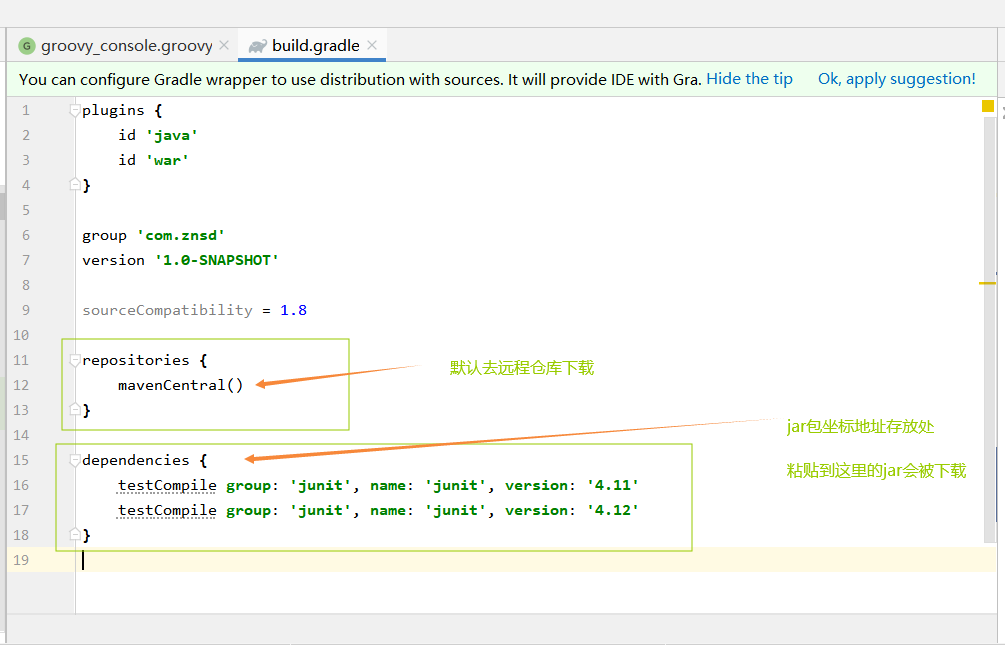 G groovy_console.groovy build.gradle
You can configure Gradle wrapper to use distribution with sources. It will provide IDE with Gra. Hide the tip Ok, apply suggestion!
1 plugins {
2 id 'java'
3 id 'war'
4 }
5
6 group 'com.znsd'
7 version '1.0-SNAPSHOT'
8
9 sourceCompatibility = 1.8
10
11 repositories {
默认去远程仓库下载
12 mavenCentral()
13 }
14
jar包坐标地址存放处
15 dependencies {
粘贴到这里的jar会被下载
16 testCompile group: 'junit', name: 'junit', version: '4.11'
17 testCompile group: 'junit', name: 'junit', version: '4.12'
18 }
19